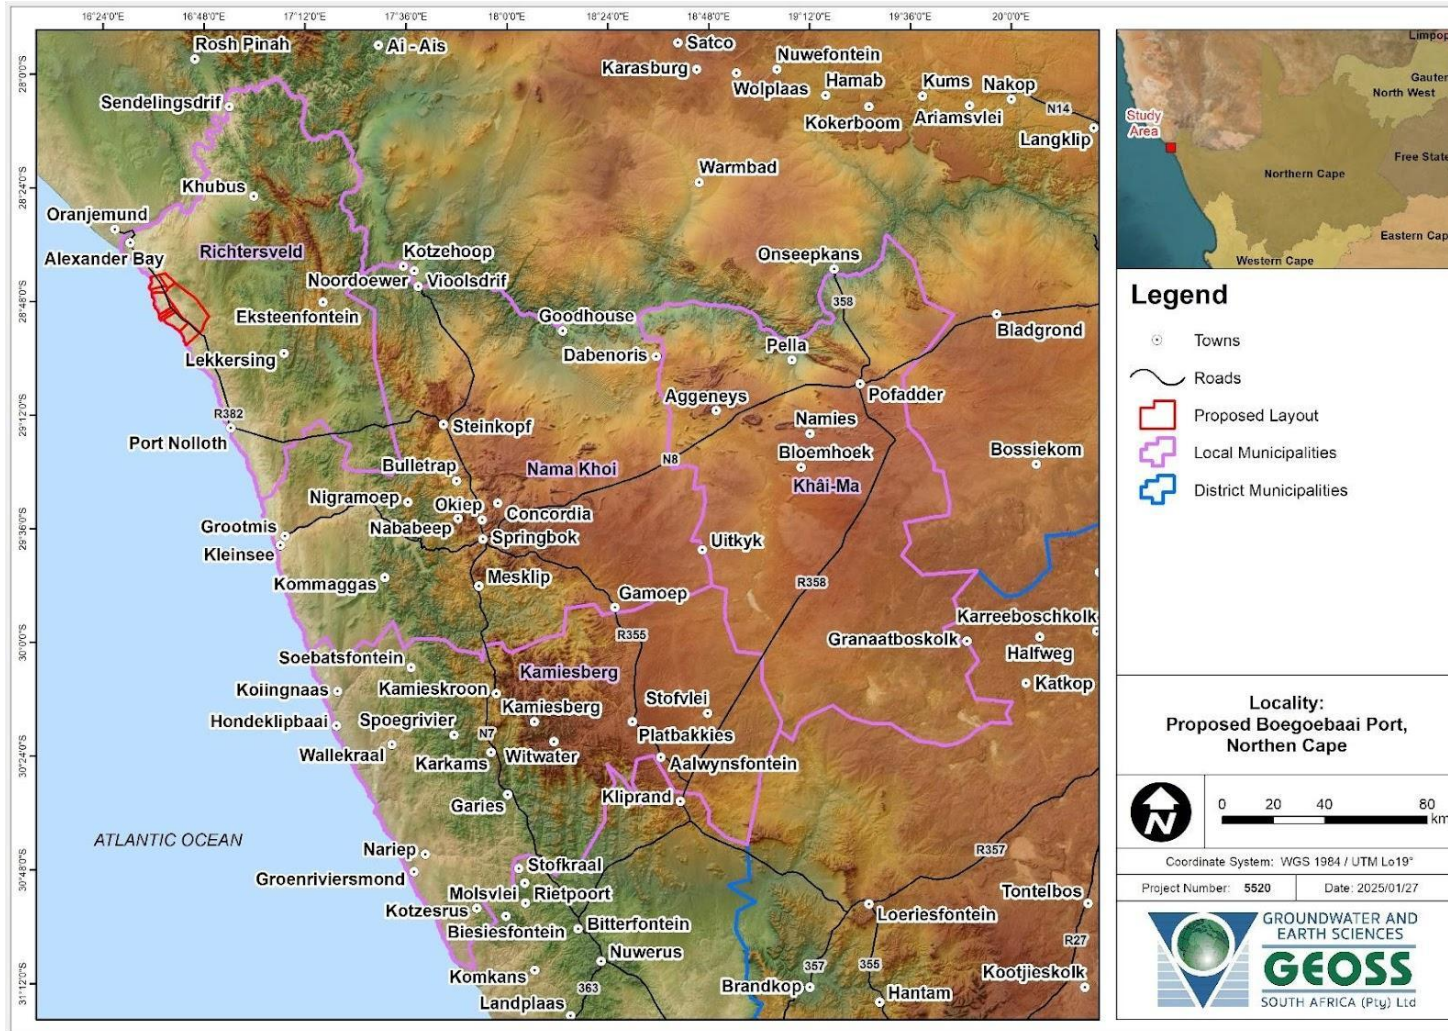 16°24'0"E
16°48'0"E
17°12'0"E
17°36'0"E
18°0'0"E
18°24'0"E
18°48'0"E
19°12'0"E
19°36'0"E
20°0'0"E
28°0'0"S
28°24'0"S
28°48'0"S
29°12'0"S
29°36'0"S
30°0'0"S
30°24'0"S
30°48'0"S
31°12'0"S
Rosh Pinah
Ai - Ais
Satco
Karasburg
Nuwefontein
Wolplaas
Hamab
Kums
Nakop
Kokerboom
Ariamsvlei
N14
Langklip
Sendelingsdrif
Khubus
Warmbad
Oranjemund
Alexander Bay
Richtersveld
Kotzehoop
Noordoewer
Vioolsdrif
Onseepkans
358
Eksteenfontein
Goodhouse
Bladgrond
Lekkersing
Dabenoris
Pella
Pofadder
R382
Aggeneys
Port Nolloth
Steinkopf
Namies
Bulletrap
Nama Khoi
N8
Bloemhoek
Bossiekom
Khâi-Ma
Nigramoep
Okiep
Concordia
Nababeep
Grootmis
Springbok
Kleinsee
Uitkyk
Kommaggas
Mesklip
R358
Gamoep
R355
Karreeboschkolk
Granaatboskolk
Halfweg
Soebatsfontein
Kamiesberg
Katkop
Koiingnaas
Kamieskroon
Kamiesberg
Stofvlei
Hondeklipbaai
Spoegrivier
Platbakkies
N7
Wallekraal
Karkams
Witwater
Aalwynsfontein
Garies
Kliprand
ATLANTIC OCEAN
Nariep
R357
Groenriviersmond
Stofkraal
Molsvlei
Rietpoort
Tontelbos
Kotzesrus
Loeriesfontein
Biesiesfontein
Bitterfontein
R27
Nuwerus
Komkans
357
355
Kootjieskolk
Brandkop
Landplaas
363
Hantam
Limpop
Gauter
North West
Study
Area
Free State
Northern Cape
Eastern Cap
Western Cape
Legend
Towns
Roads
Proposed Layout
Local Municipalities
District Municipalities
Locality:
Proposed Boegoebaai Port,
Northen Cape
N
0 20 40 80
km
Coordinate System: WGS 1984 / UTM Lo19°
Project Number: 5520
Date: 2025/01/27
GROUNDWATER AND
EARTH SCIENCES
GEOSS
SOUTH AFRICA (Pty) Ltd